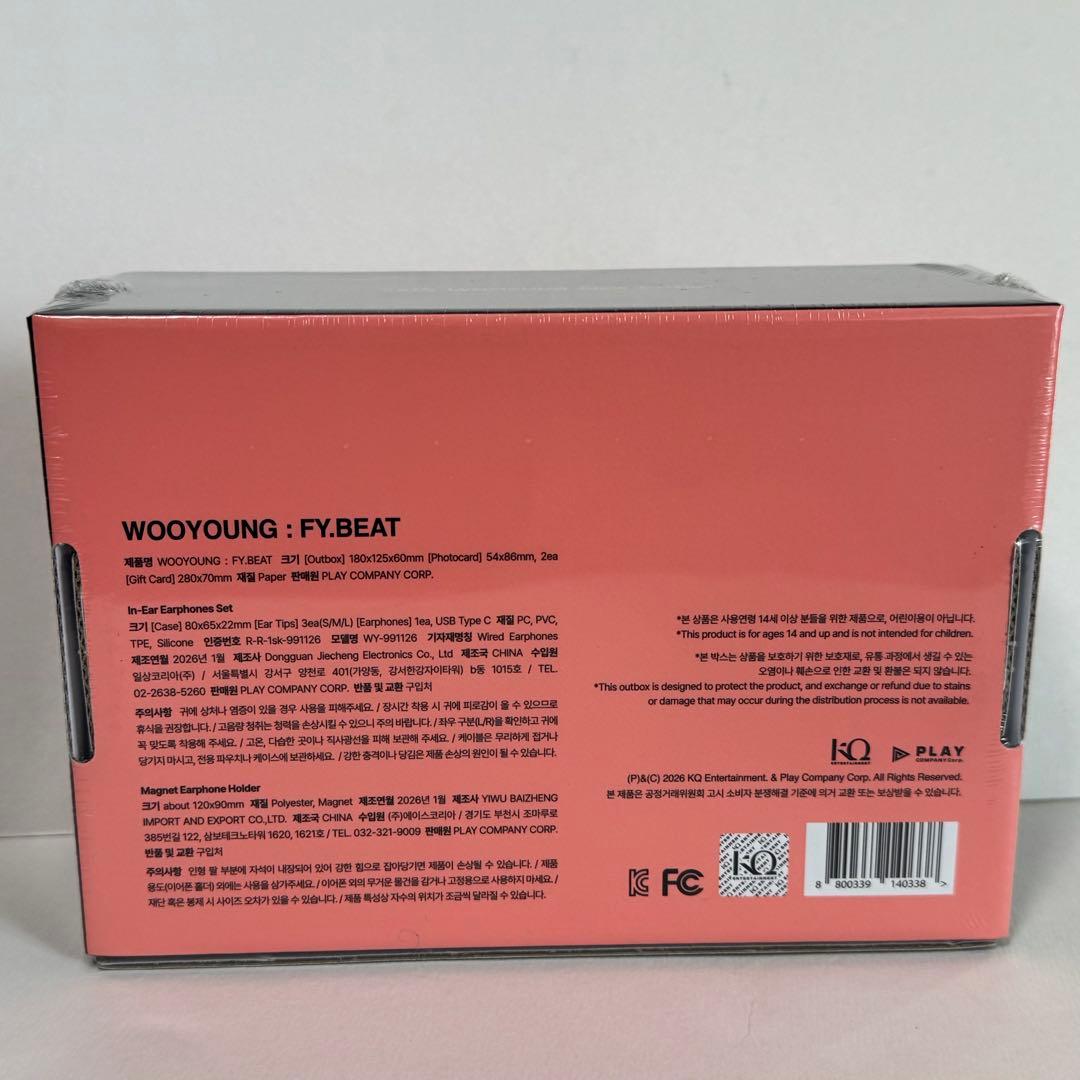 WOOYOUNG : FY.BEAT
제품명 WOOYOUNG : FY.BEAT 크기 [Outbox] 180x125x60mm [Photocard] 54x86mm, 2ea
[Gift Card] 280x70mm 재질 Paper 판매원 PLAY COMPANY CORP.
In-Ear Earphones Set
크기 [Case] 80x65x22mm [Ear Tips] 3ea(S/M/L) [Earphones] 1ea, USB Type C 재질 PC, PVC,
TPE, Silicone 인증번호 R-R-1sk-991126 모델명 WY-991126 기자재명칭 Wired Earphones
제조연월 2026년 1월 제조사 Dongguan Jiecheng Electronics Co., Ltd 제조국 CHINA 수입원
일상코리아(주) / 서울특별시 강서구 양천로 401(가양동, 강서한강자이타워) b동 1015호 / TEL.
02-2638-5260 판매원 PLAY COMPANY CORP. 반품 및 교환 구입처
주의사항 귀에 상처나 염증이 있을 경우 사용을 피해주세요. / 장시간 착용 시 귀에 피로감이 올 수 있으므로
휴식을 권장합니다. / 고음량 청취는 청력을 손상시킬 수 있으니 주의 바랍니다. / 좌우 구분(L/R)을 확인하고 귀에
꼭 맞도록 착용해 주세요. / 고온, 다습한 곳이나 직사광선을 피해 보관해 주세요. / 케이블은 무리하게 접거나
당기지 마시고, 전용 파우치나 케이스에 보관하세요. / 강한 충격이나 당김은 제품 손상의 원인이 될 수 있습니다.
Magnet Earphone Holder
크기 about 120x90mm 재질 Polyester, Magnet 제조연월 2026년 1월 제조사 YIWU BAIZHENG
IMPORT AND EXPORT CO.,LTD. 제조국 CHINA 수입원 (주)에이스코리아 / 경기도 부천시 조마루로
385번길 122, 삼보테크노타워 1620, 1621호 / TEL. 032-321-9009 판매원 PLAY COMPANY CORP.
반품 및 교환 구입처
주의사항 인형 팔 부분에 자석이 내장되어 있어 강한 힘으로 잡아당기면 제품이 손상될 수 있습니다. / 제품
용도(이어폰 홀더) 외에는 사용을 삼가주세요. / 이어폰 외의 무거운 물건을 감거나 고정용으로 사용하지 마세요. /
재단 혹은 봉제 시 사이즈 오차가 있을 수 있습니다. / 제품 특성상 자수의 위치가 조금씩 달라질 수 있습니다.
*본 상품은 사용연령 14세 이상 분들을 위한 제품으로, 어린이용이 아닙니다.
*This product is for ages 14 and up and is not intended for children.
*본 박스는 상품을 보호하기 위한 보호재로, 유통 과정에서 생길 수 있는
오염이나 훼손으로 인한 교환 및 환불은 되지 않습니다.
*This outbox is designed to protect the product, and exchange or refund due to stains
or damage that may occur during the distribution process is not available.
KQ
ENTERTAINMENT
PLAY
COMPANY Corp.
(P)&(C) 2026 KQ Entertainment. & Play Company Corp. All Rights Reserved.
본 제품은 공정거래위원회 고시 소비자 분쟁해결 기준에 의거 교환 또는 보상받을 수 있습니다.
KC
FC
KQ
ENTERTAINMENT
8 800339 140338 >